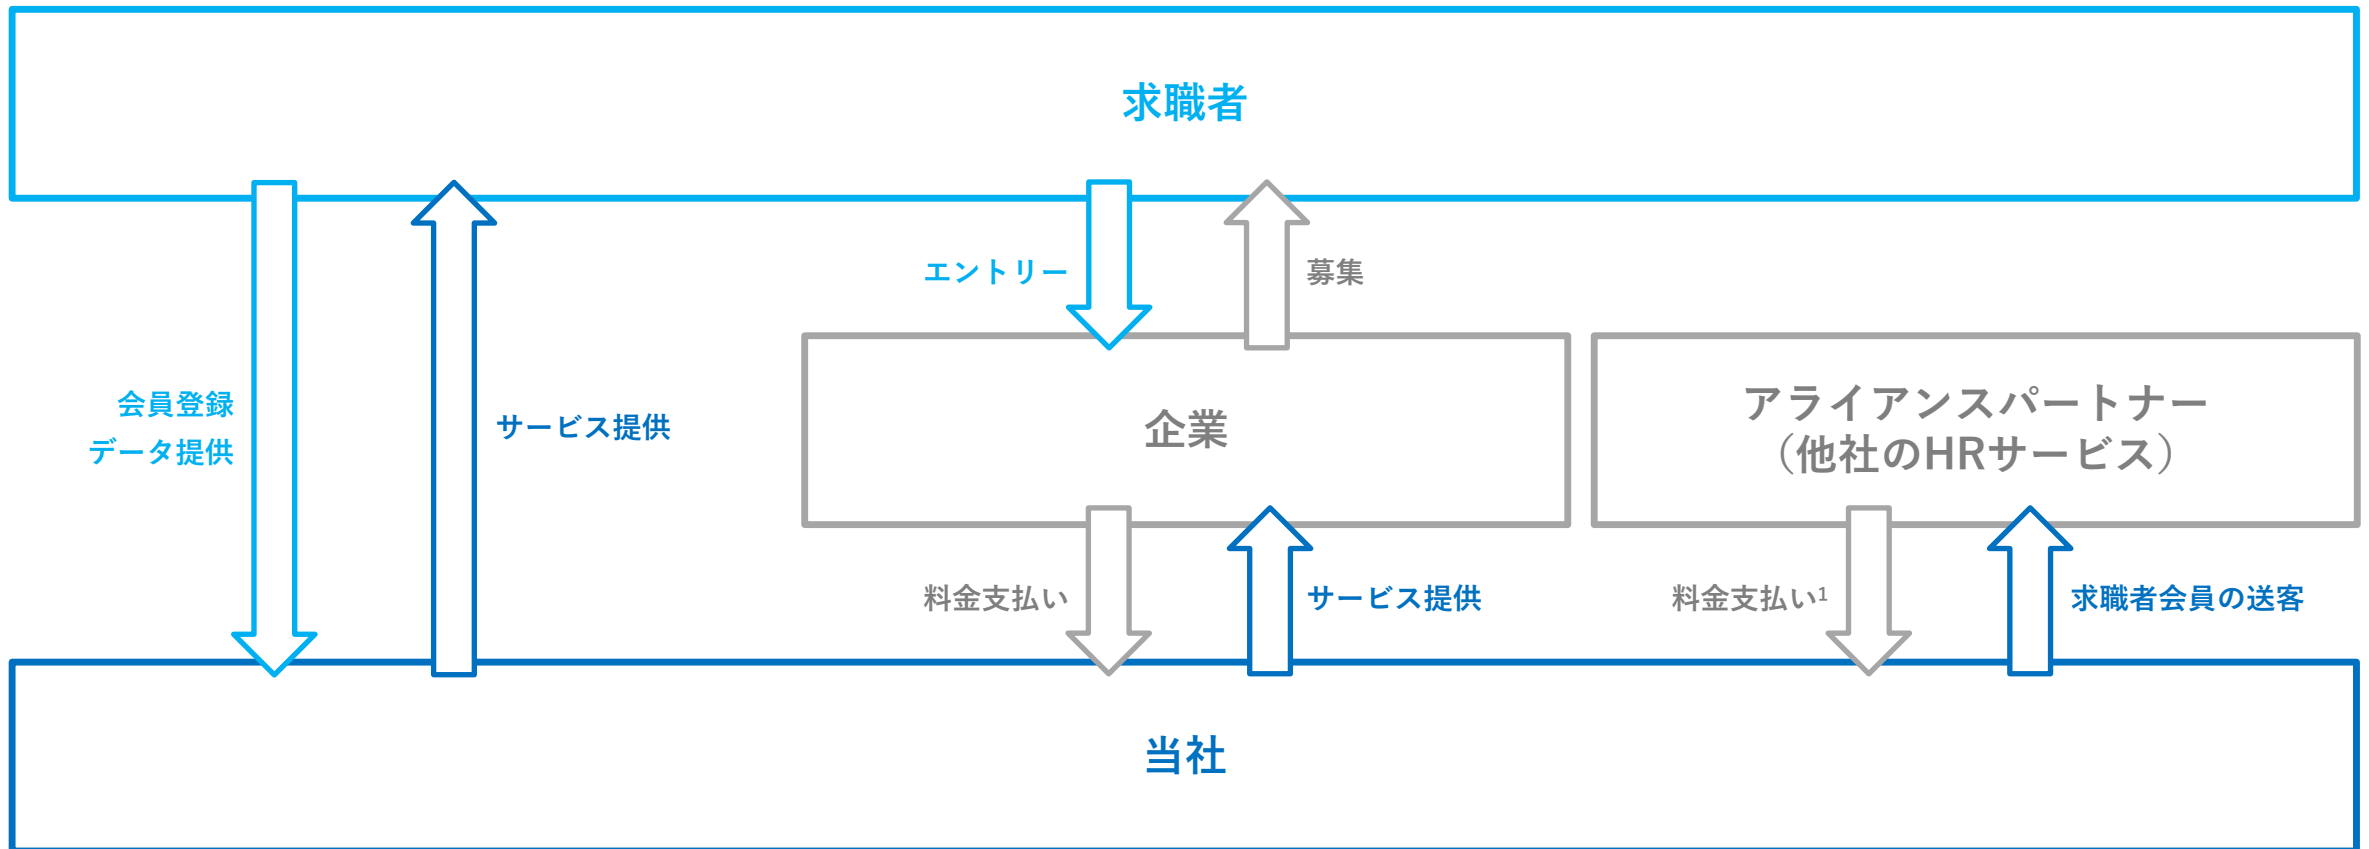 求職者
エントリー
募集
会員登録
データ提供
サービス提供
企業
アライアンスパートナー
（他社のHRサービス）
料金支払い
サービス提供
料金支払い¹
求職者会員の送客
当社